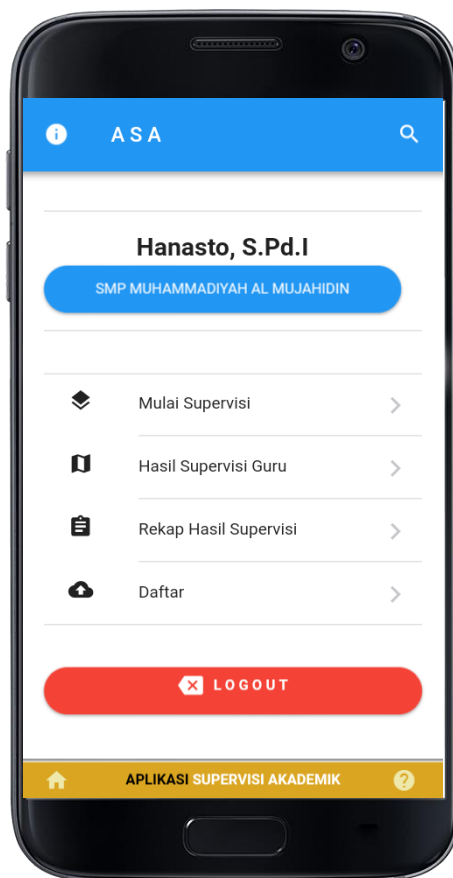 A S A
Hanasto, S.Pd.I
SMP MUHAMMADIYAH AL MUJAHIDIN
Mulai Supervisi
Hasil Supervisi Guru
Rekap Hasil Supervisi
Daftar
LOGOUT
APLIKASI SUPERVISI AKADEMIK